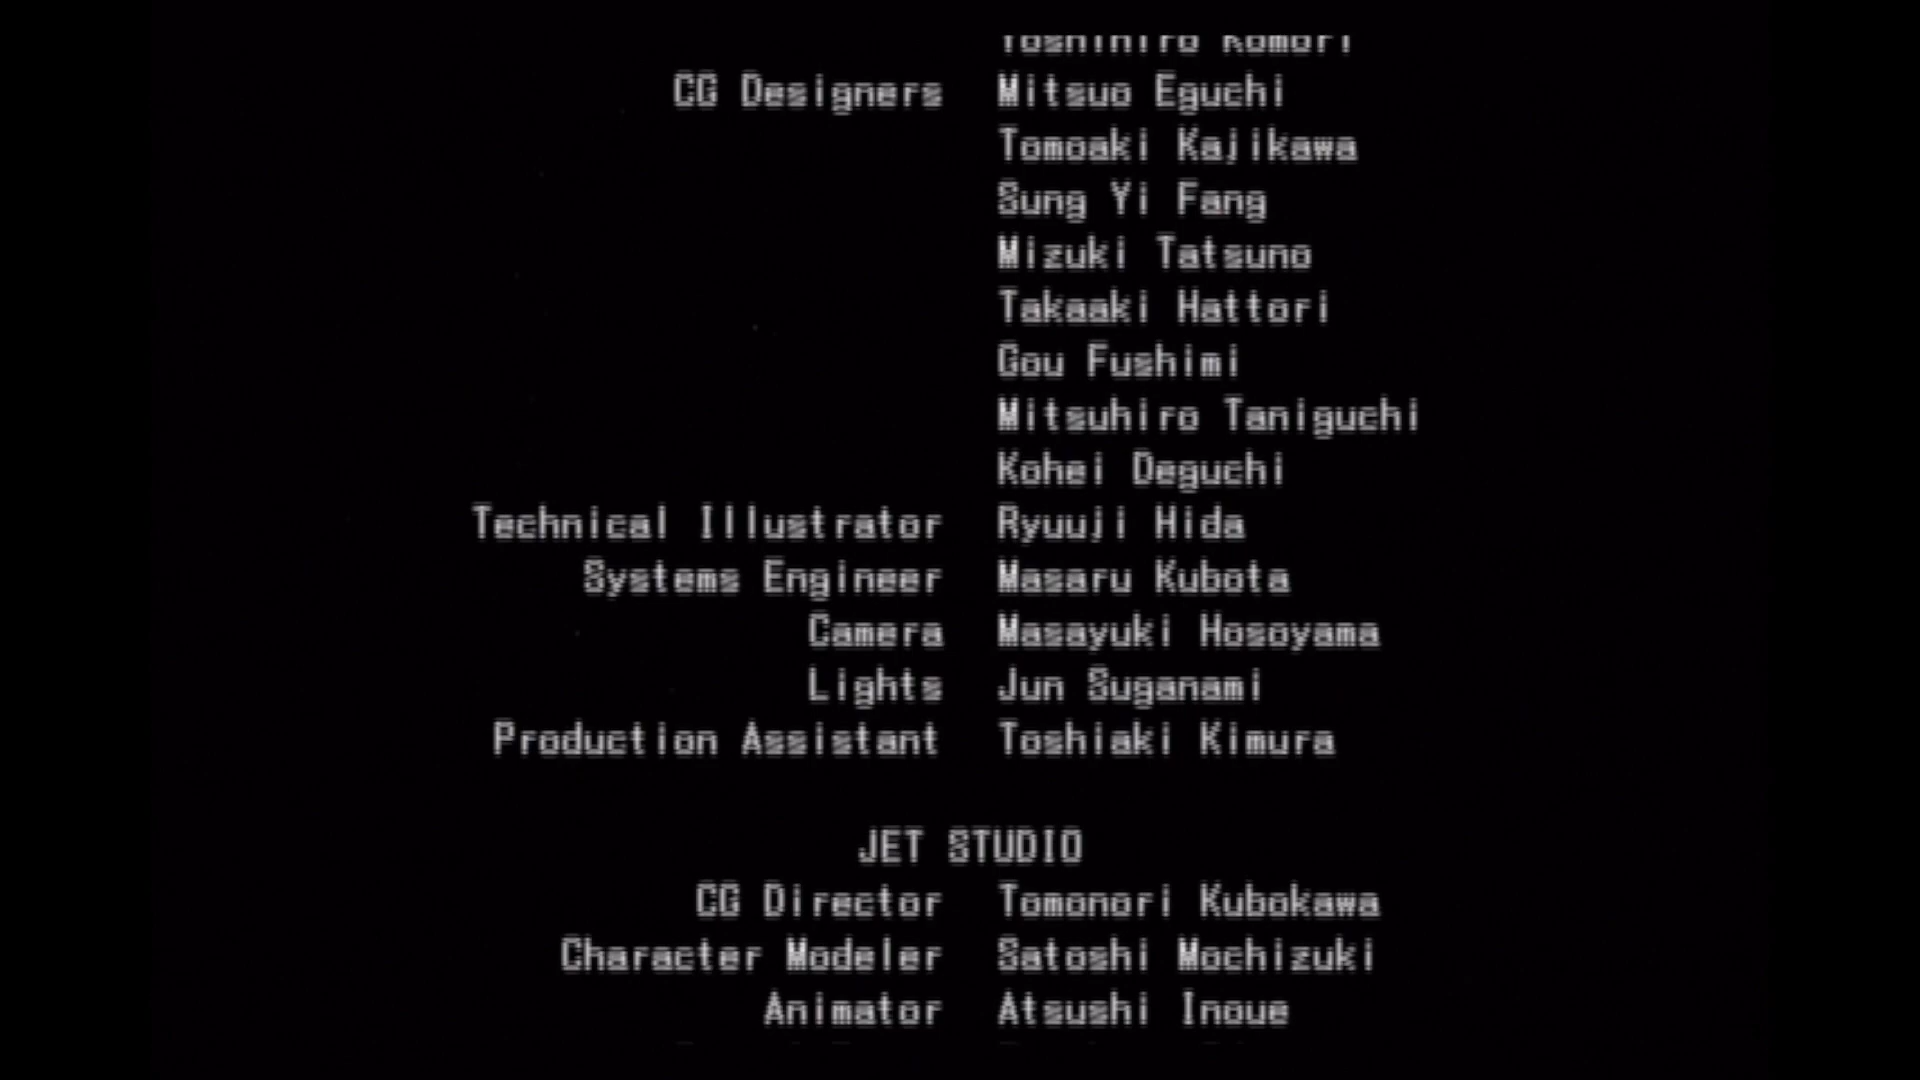 Yoshihiro Komori
CG Designers Mitsuo Eguchi
Tomoaki Kajikawa
Sung Yi Fang
Mizuki Tatsuno
Takaaki Hattori
Gou Fushimi
Mitsuhiro Taniguchi
Kohei Deguchi
Technical Illustrator Ryuuji Hida
Systems Engineer Masaru Kubota
Camera Masayuki Hosoyama
Lights Jun Suganami
Production Assistant Toshiaki Kimura
JET STUDIO
CG Director Tomonori Kubokawa
Character Modeler Satoshi Mochizuki
Animator Atsushi Inoue